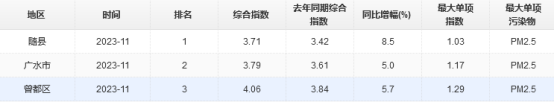 地区 时间 排名 综合指数 去年同期综合指数 同比增幅(%) 最大单项指数 最大单项污染物
随县 2023-11 1 3.71 3.42 8.5 1.03 PM2.5
广水市 2023-11 2 3.79 3.61 5.0 1.17 PM2.5
曾都区 2023-11 3 4.06 3.84 5.7 1.29 PM2.5